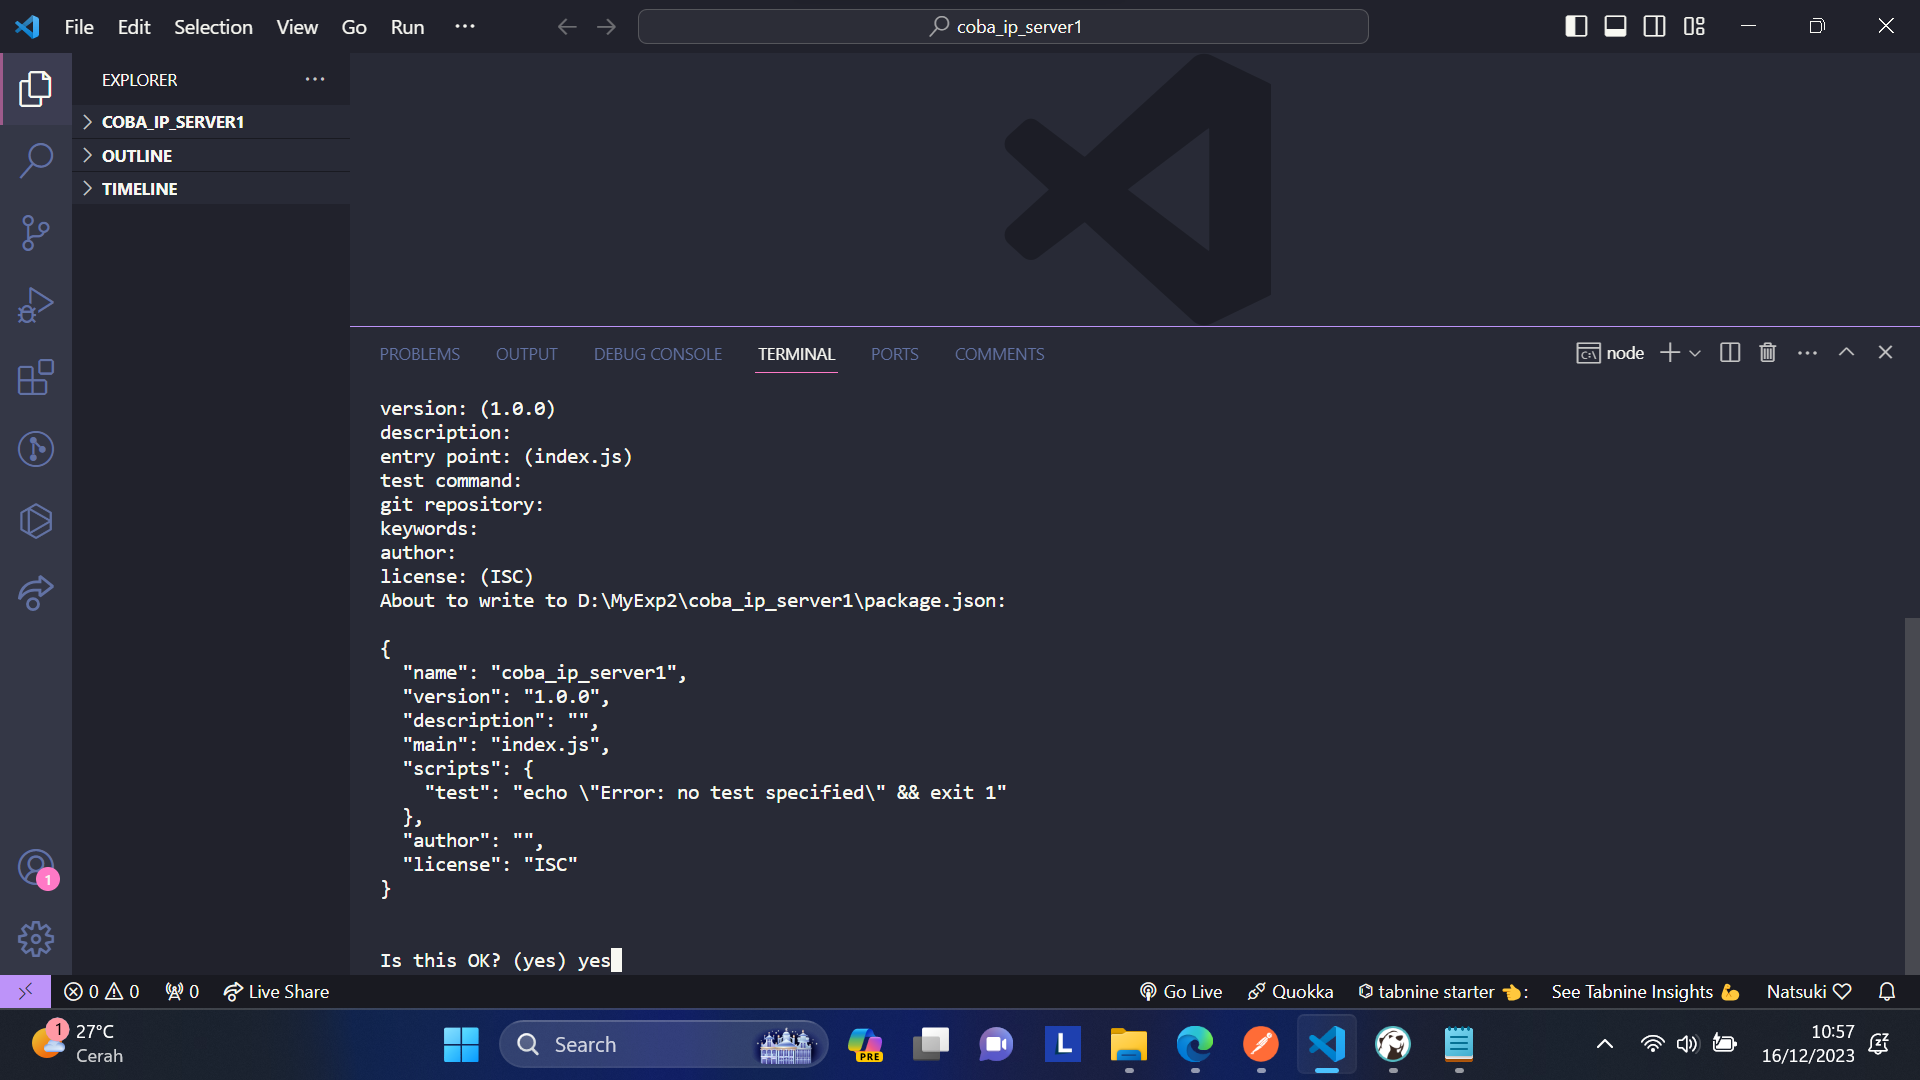 File Edit Selection View Go Run ···
coba_ip_server1
EXPLORER
COBA_IP_SERVER1
OUTLINE
TIMELINE
PROBLEMS OUTPUT DEBUG CONSOLE TERMINAL PORTS COMMENTS
node
version: (1.0.0)
description:
entry point: (index.js)
test command:
git repository:
keywords:
author:
license: (ISC)
About to write to D:\MyExp2\coba_ip_server1\package.json:
{
"name": "coba_ip_server1",
"version": "1.0.0",
"description": "",
"main": "index.js",
"scripts": {
"test": "echo \"Error: no test specified\" && exit 1"
},
"author": "",
"license": "ISC"
}
Is this OK? (yes) yes
1
0 0 0 Live Share Go Live Quokka tabnine starter 👈: See Tabnine Insights 💪 Natsuki ♡
1 27°C
Cerah
Search
PRE
L
10:57
16/12/2023